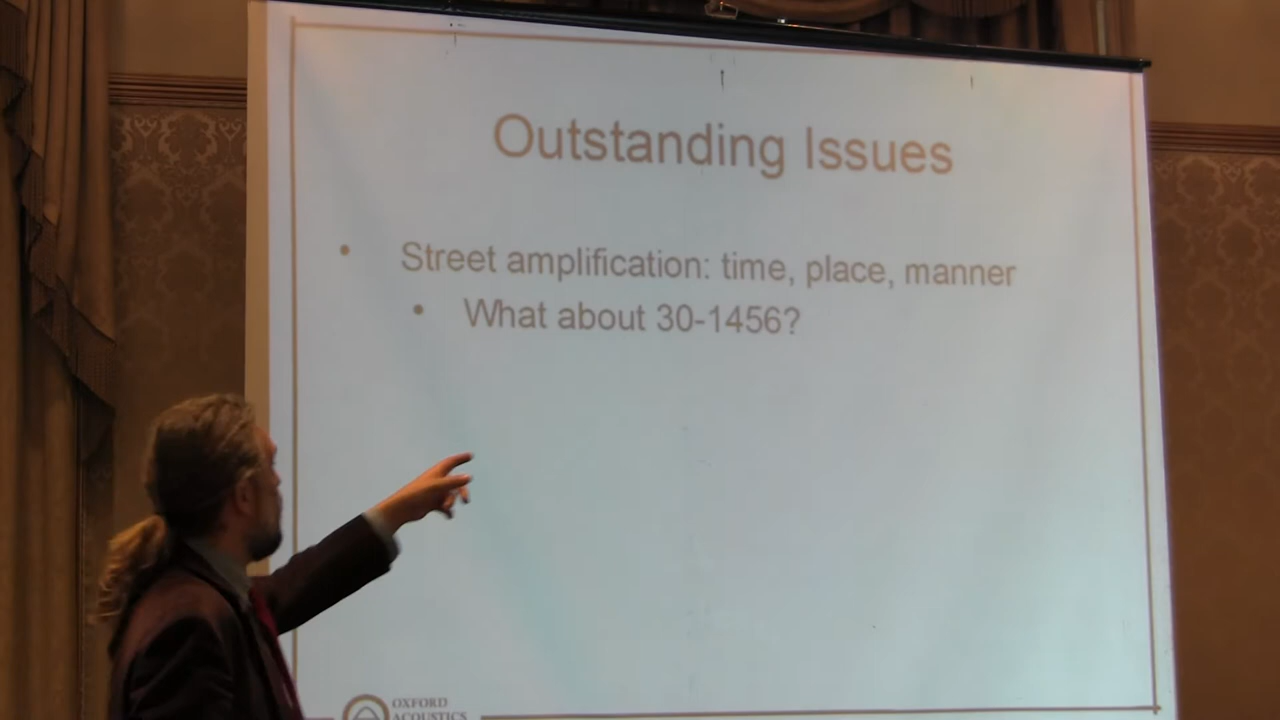 Outstanding Issues
• Street amplification: time, place, manner
• What about 30-1456?
OXFORD
ACOUSTICS